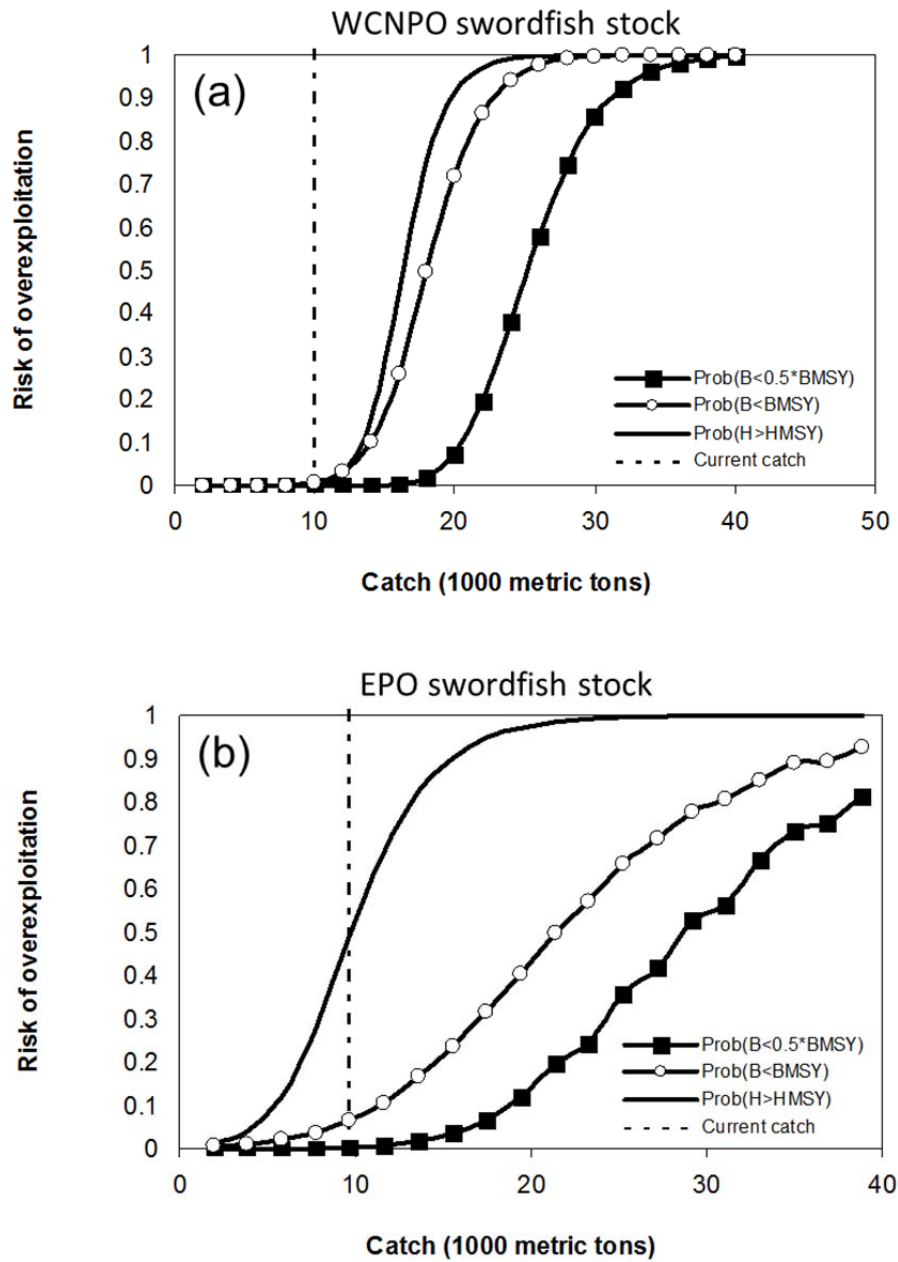 WCNPO swordfish stock
(a)
Risk of overexploitation
1
0.9
0.8
0.7
0.6
0.5
0.4
0.3
0.2
0.1
0
Prob(B<0.5*BMSY)
Prob(B<BMSY)
Prob(H>HMSY)
Current catch
0 10 20 30 40 50
Catch (1000 metric tons)
EPO swordfish stock
(b)
Risk of overexploitation
1
0.9
0.8
0.7
0.6
0.5
0.4
0.3
0.2
0.1
0
Prob(B<0.5*BMSY)
Prob(B<BMSY)
Prob(H>HMSY)
Current catch
0 10 20 30 40
Catch (1000 metric tons)